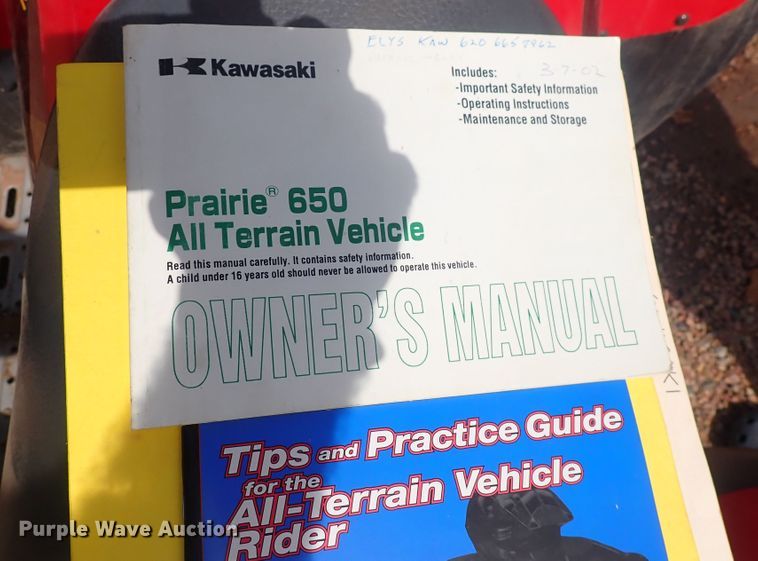 ELYS KAW 620 665 7862
3-7-02
Kawasaki
Includes:
-Important Safety Information
-Operating Instructions
-Maintenance and Storage
Prairie® 650
All Terrain Vehicle
Read this manual carefully. It contains safety information.
A child under 16 years old should never be allowed to operate this vehicle.
OWNER'S MANUAL
Tips and Practice Guide
for the
All-Terrain Vehicle
Rider
Purple Wave Auction